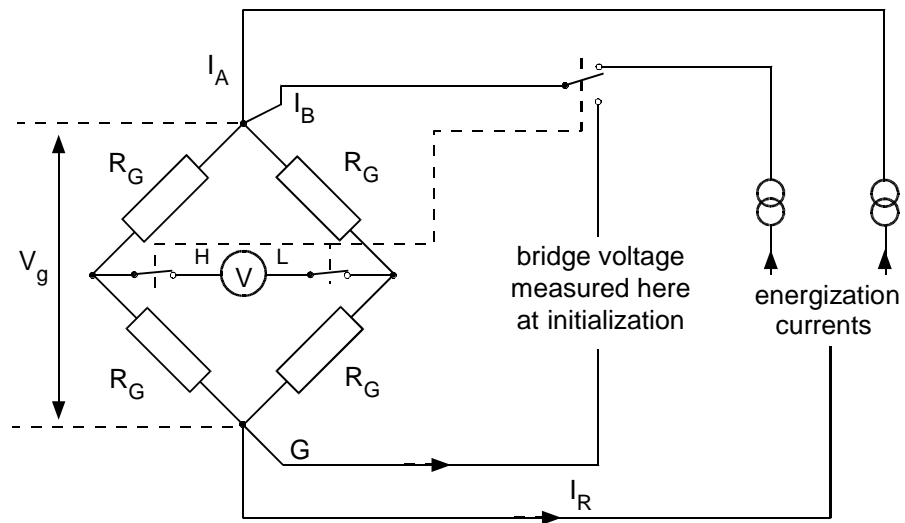 I_A
I_B
R_G
R_G
H
L
V
V_g
bridge voltage
measured here
at initialization
energization
currents
R_G
R_G
G
I_R